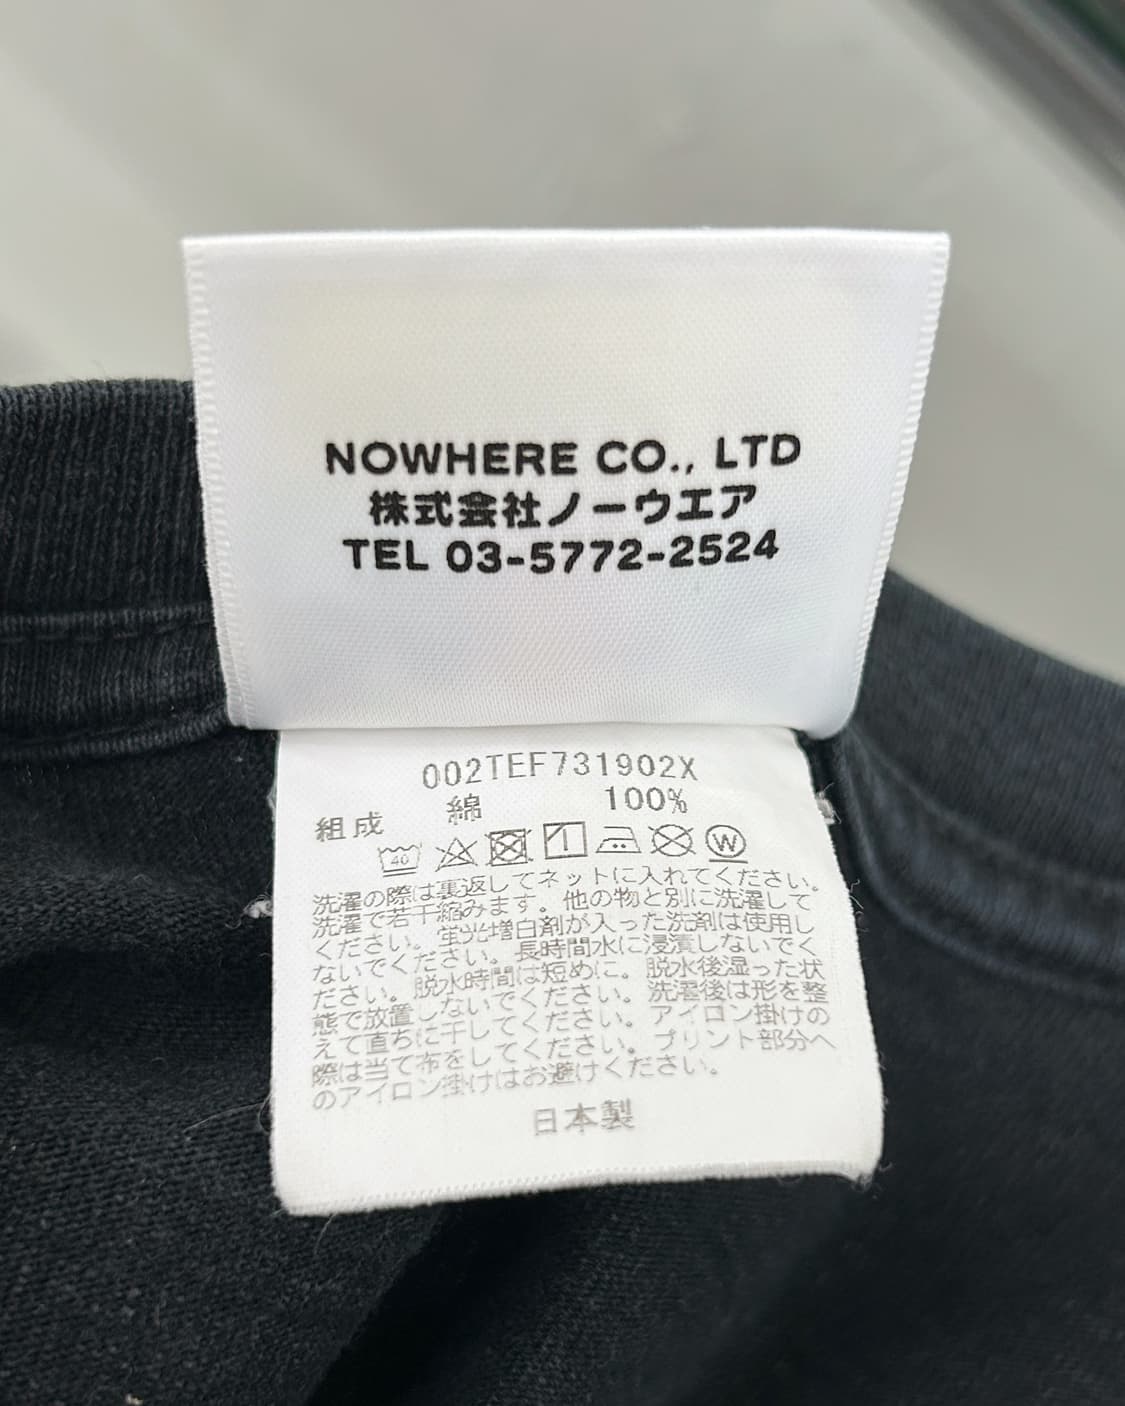 NOWHERE CO., LTD
株式会社ノーウエア
TEL 03-5772-2524
002TEF731902X
組成 綿 100%
40 W
洗濯の際は裏返してネットに入れてください。
洗濯で若干縮みます。他の物と別に洗濯して
ください。蛍光増白剤が入った洗剤は使用し
ないでください。長時間水に浸漬しないでく
ださい。脱水時間は短めに。脱水後湿った状
態で放置しないでください。洗濯後は形を整
えて直ちに干してください。アイロン掛けの
際は当て布をしてください。プリント部分へ
のアイロン掛けはお避けください。
日本製